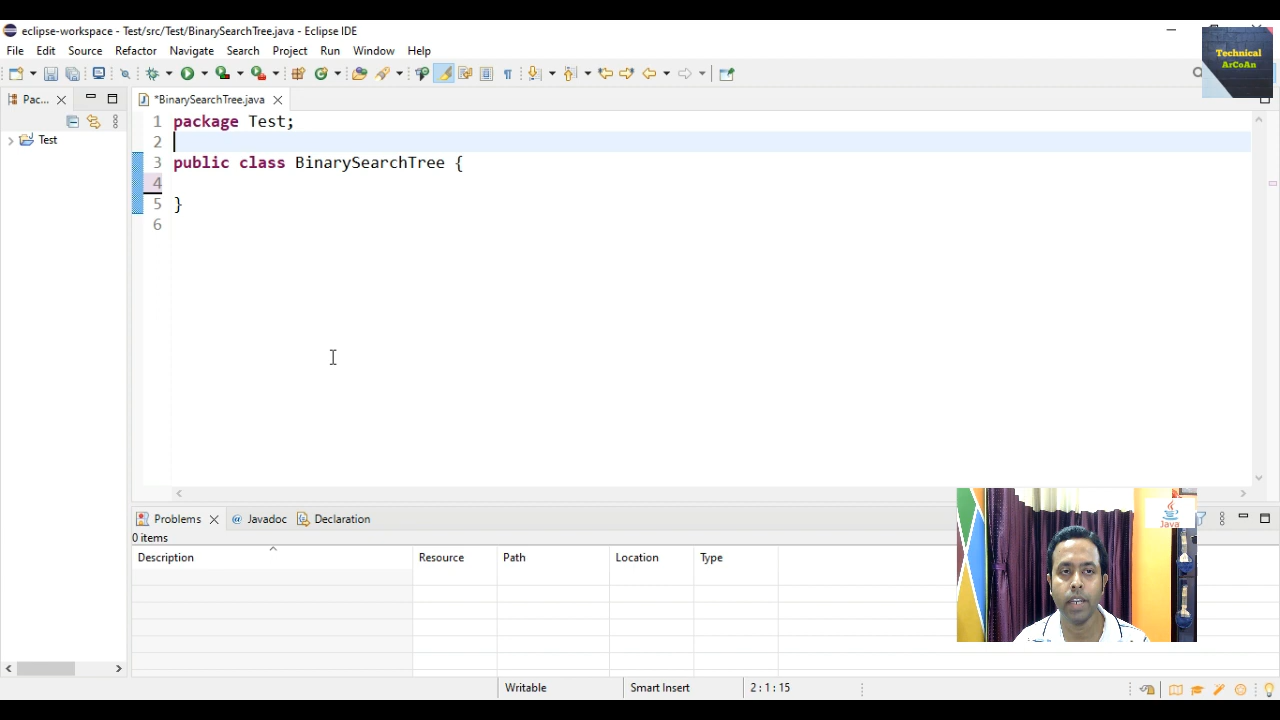 eclipse-workspace - Test/src/Test/BinarySearchTree.java - Eclipse IDE
File Edit Source Refactor Navigate Search Project Run Window Help
Technical
ArCoAn
Pac...
*BinarySearchTree.java
Test
1 package Test;
2
3 public class BinarySearchTree {
4
5 }
6
Problems @ Javadoc Declaration
0 items
Description Resource Path Location Type
Java
Writable Smart Insert 2 : 1 : 15